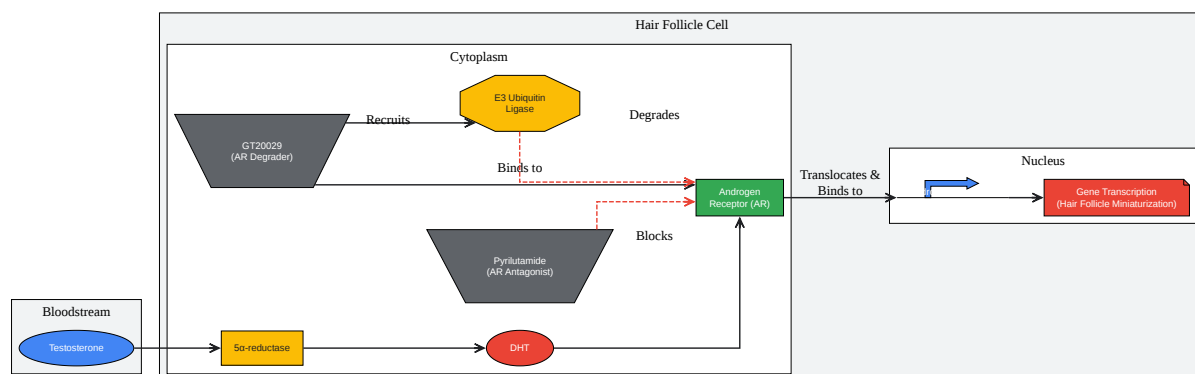 Hair Follicle Cell
Cytoplasm
E3 Ubiquitin
Ligase
Degrades
Recruits
GT20029
(AR Degrader)
Binds to
Nucleus
Translocates &
Binds to
Androgen
Receptor (AR)
Gene Transcription
(Hair Follicle Miniaturization)
Blocks
Pyrilutamide
(AR Antagonist)
Bloodstream
Testosterone
5α-reductase
DHT